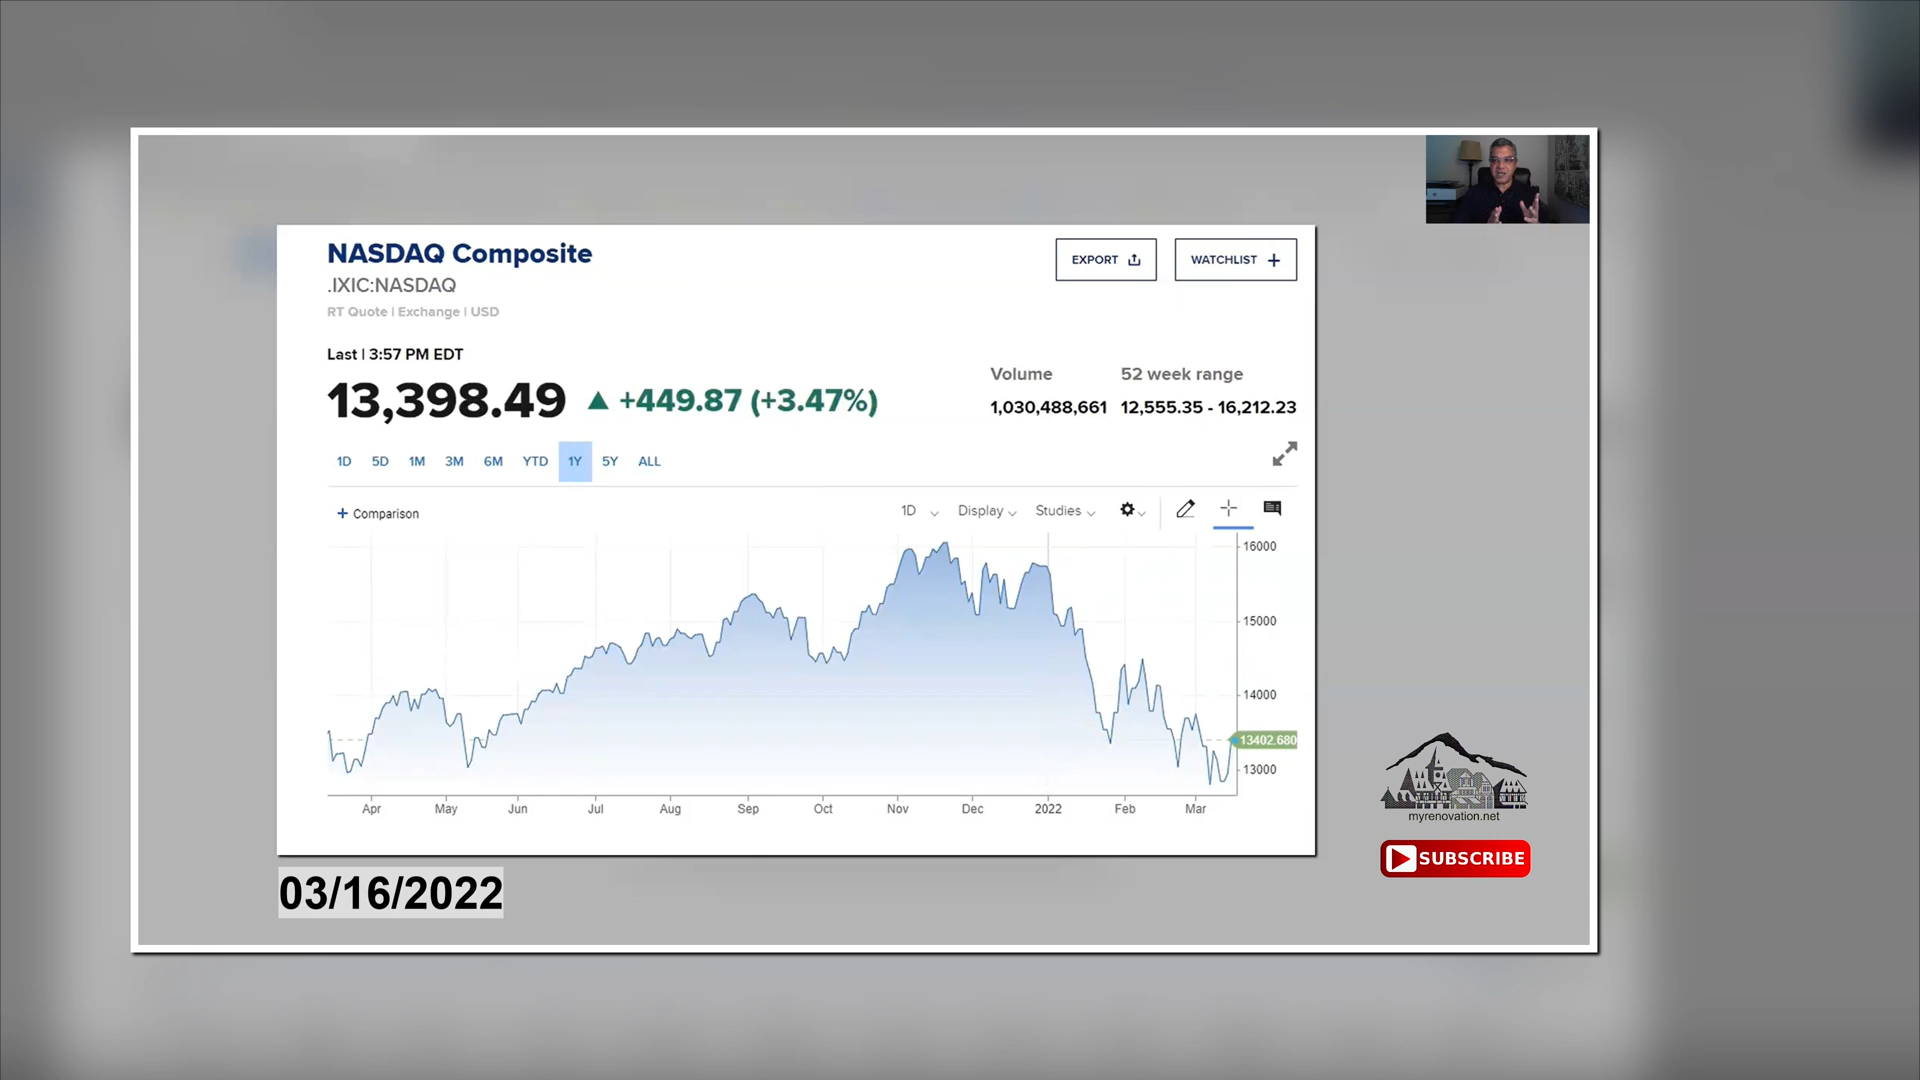 NASDAQ Composite
.IXIC:NASDAQ
RT Quote | Exchange | USD
EXPORT
WATCHLIST +
Last | 3:57 PM EDT
13,398.49 ▲ +449.87 (+3.47%)
Volume
1,030,488,661
52 week range
12,555.35 - 16,212.23
1D 5D 1M 3M 6M YTD 1Y 5Y ALL
+ Comparison
1D Display Studies
16000
15000
14000
13402.680
13000
Apr May Jun Jul Aug Sep Oct Nov Dec 2022 Feb Mar
myrenovation.net
SUBSCRIBE
03/16/2022